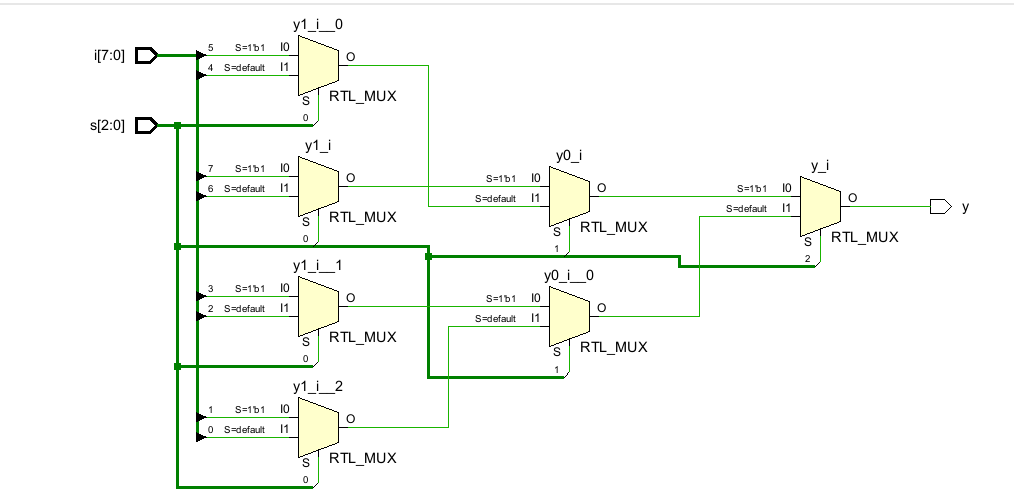 y1_i__0
i[7:0] 5 S=1'b1 I0 O
4 S=default I1
S RTL_MUX
s[2:0] 0
y1_i
7 S=1'b1 I0 O
6 S=default I1
S RTL_MUX
0
y0_i
S=1'b1 I0 O
S=default I1
S RTL_MUX
1
y_i
S=1'b1 I0 O y
S=default I1
S RTL_MUX
2
y1_i__1
3 S=1'b1 I0 O
2 S=default I1
S RTL_MUX
0
y0_i__0
S=1'b1 I0 O
S=default I1
S RTL_MUX
1
y1_i__2
1 S=1'b1 I0 O
0 S=default I1
S RTL_MUX
0